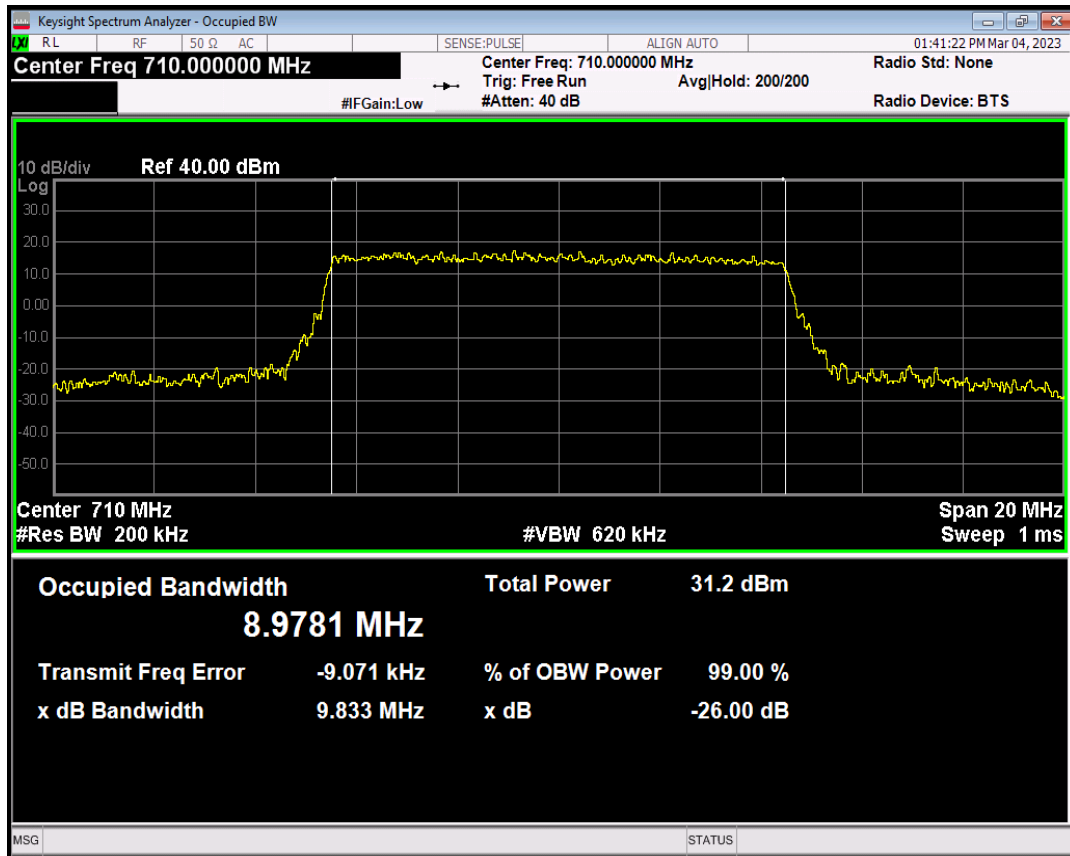 Keysight Spectrum Analyzer - Occupied BW
LXI RL RF 50 Ω AC SENSE:PULSE ALIGN AUTO 01:41:22 PM Mar 04, 2023
Center Freq 710.000000 MHz Center Freq: 710.000000 MHz Radio Std: None
Trig: Free Run Avg|Hold: 200/200
#IFGain:Low #Atten: 40 dB Radio Device: BTS
10 dB/div Ref 40.00 dBm
Log
30.0
20.0
10.0
0.00
-10.0
-20.0
-30.0
-40.0
-50.0
Center 710 MHz Span 20 MHz
#Res BW 200 kHz #VBW 620 kHz Sweep 1 ms
Occupied Bandwidth Total Power 31.2 dBm
8.9781 MHz
Transmit Freq Error -9.071 kHz % of OBW Power 99.00 %
x dB Bandwidth 9.833 MHz x dB -26.00 dB
MSG STATUS